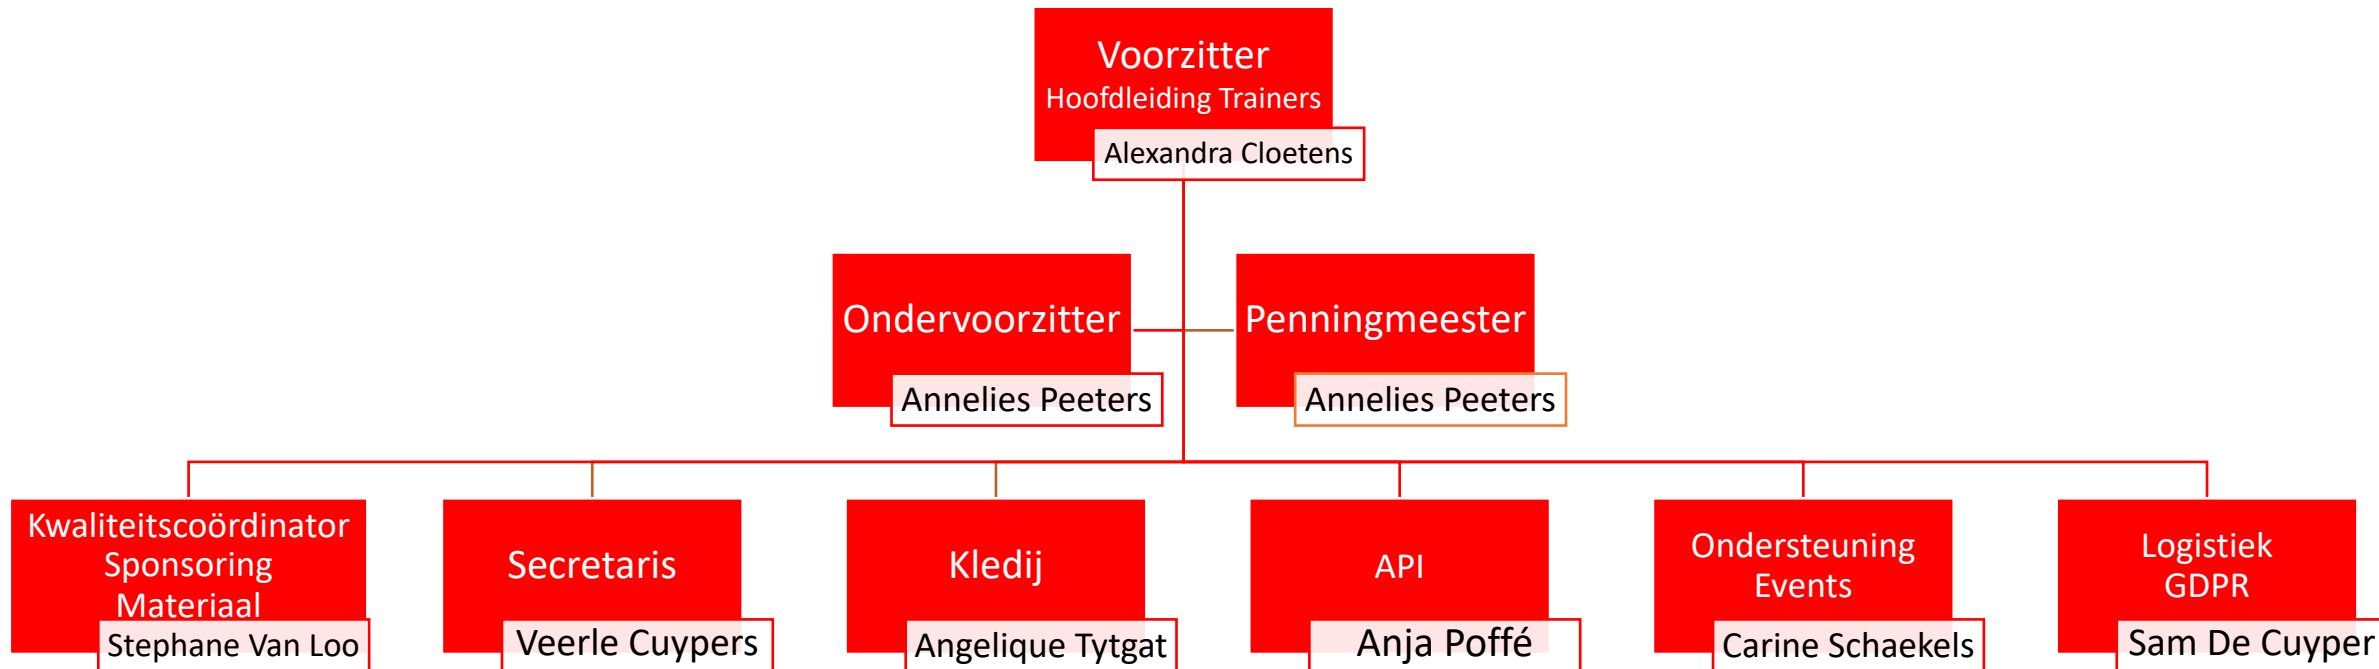 Voorzitter
Hoofdleiding Trainers
Alexandra Cloetens
Ondervoorzitter
Annelies Peeters
Penningmeester
Annelies Peeters
Kwaliteitscoördinator
Sponsoring
Materiaal
Stephane Van Loo
Secretaris
Veerle Cuypers
Kledij
Angelique Tytgat
API
Anja Poffé
Ondersteuning
Events
Carine Schaekels
Logistiek
GDPR
Sam De Cuyper